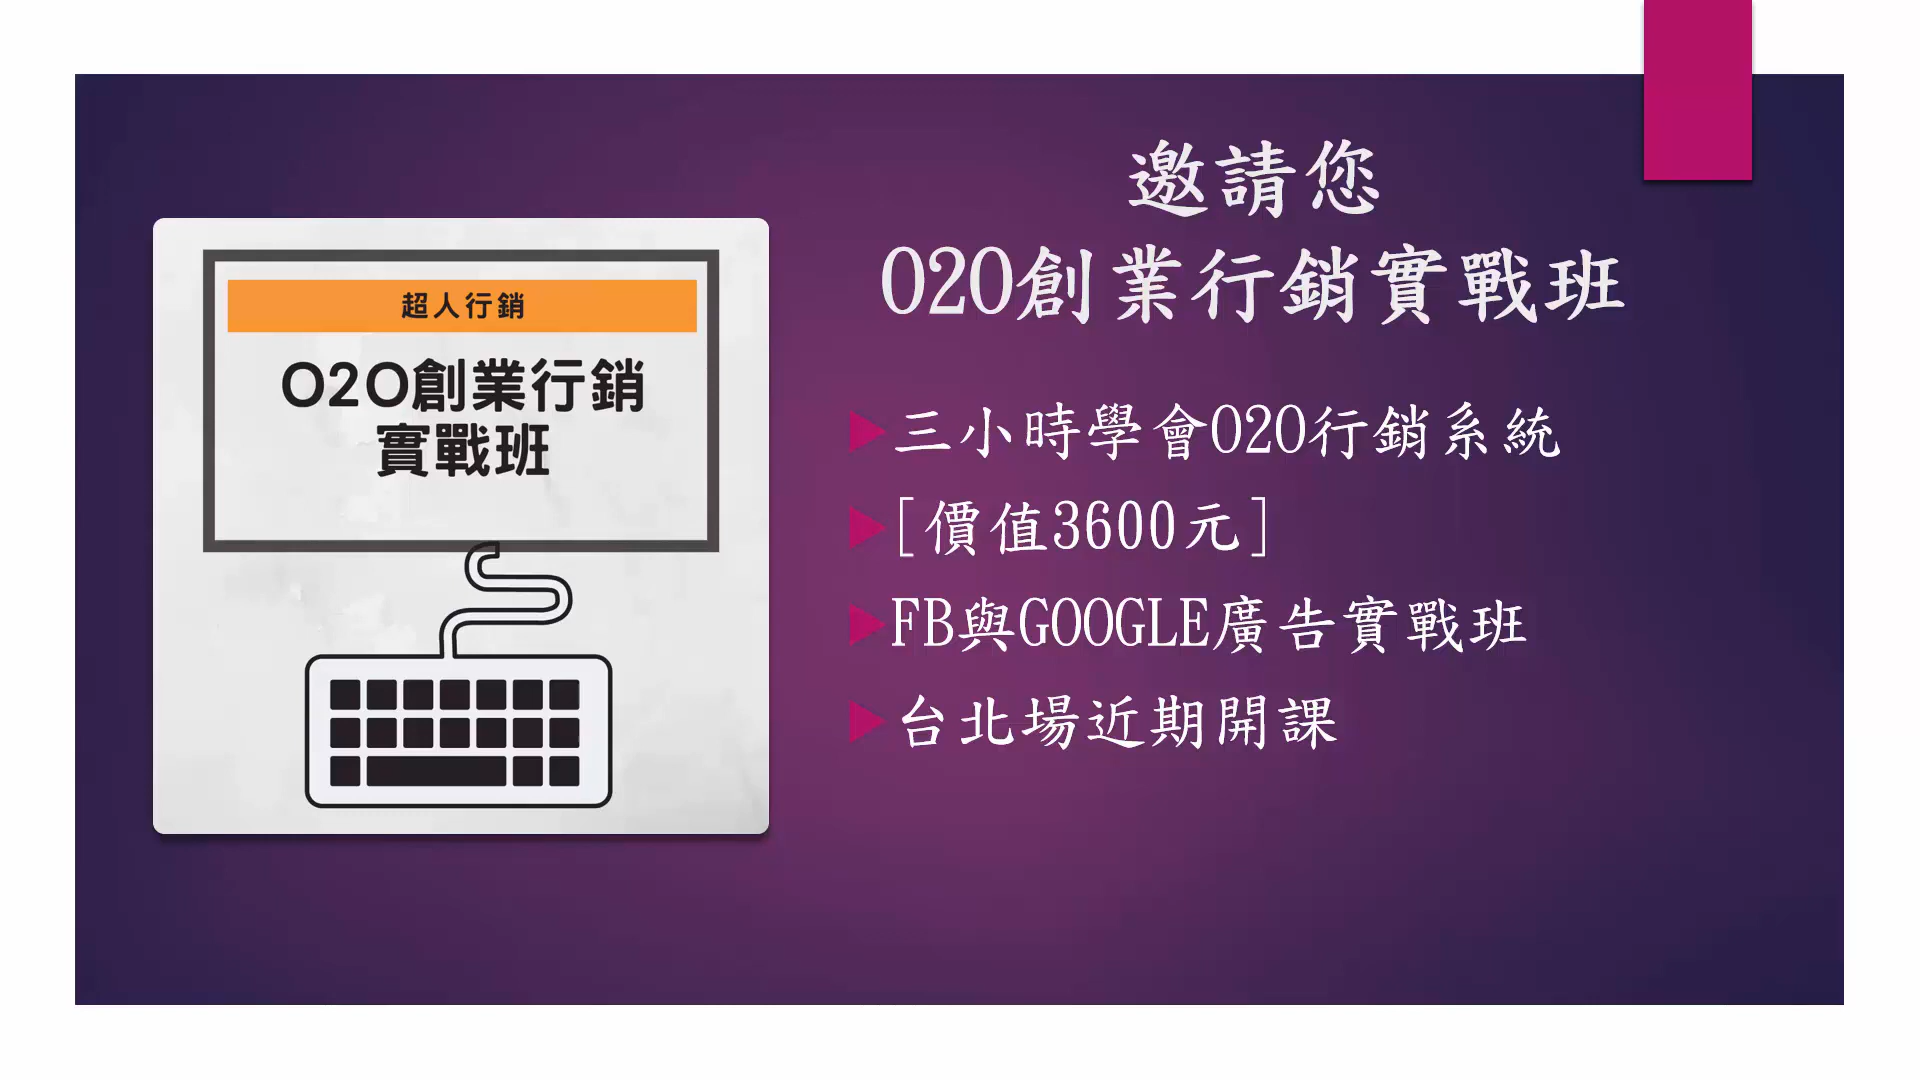 超人行銷
O2O創業行銷
實戰班
邀請您
O2O創業行銷實戰班
三小時學會O2O行銷系統
[價值3600元]
FB與GOOGLE廣告實戰班
台北場近期開課